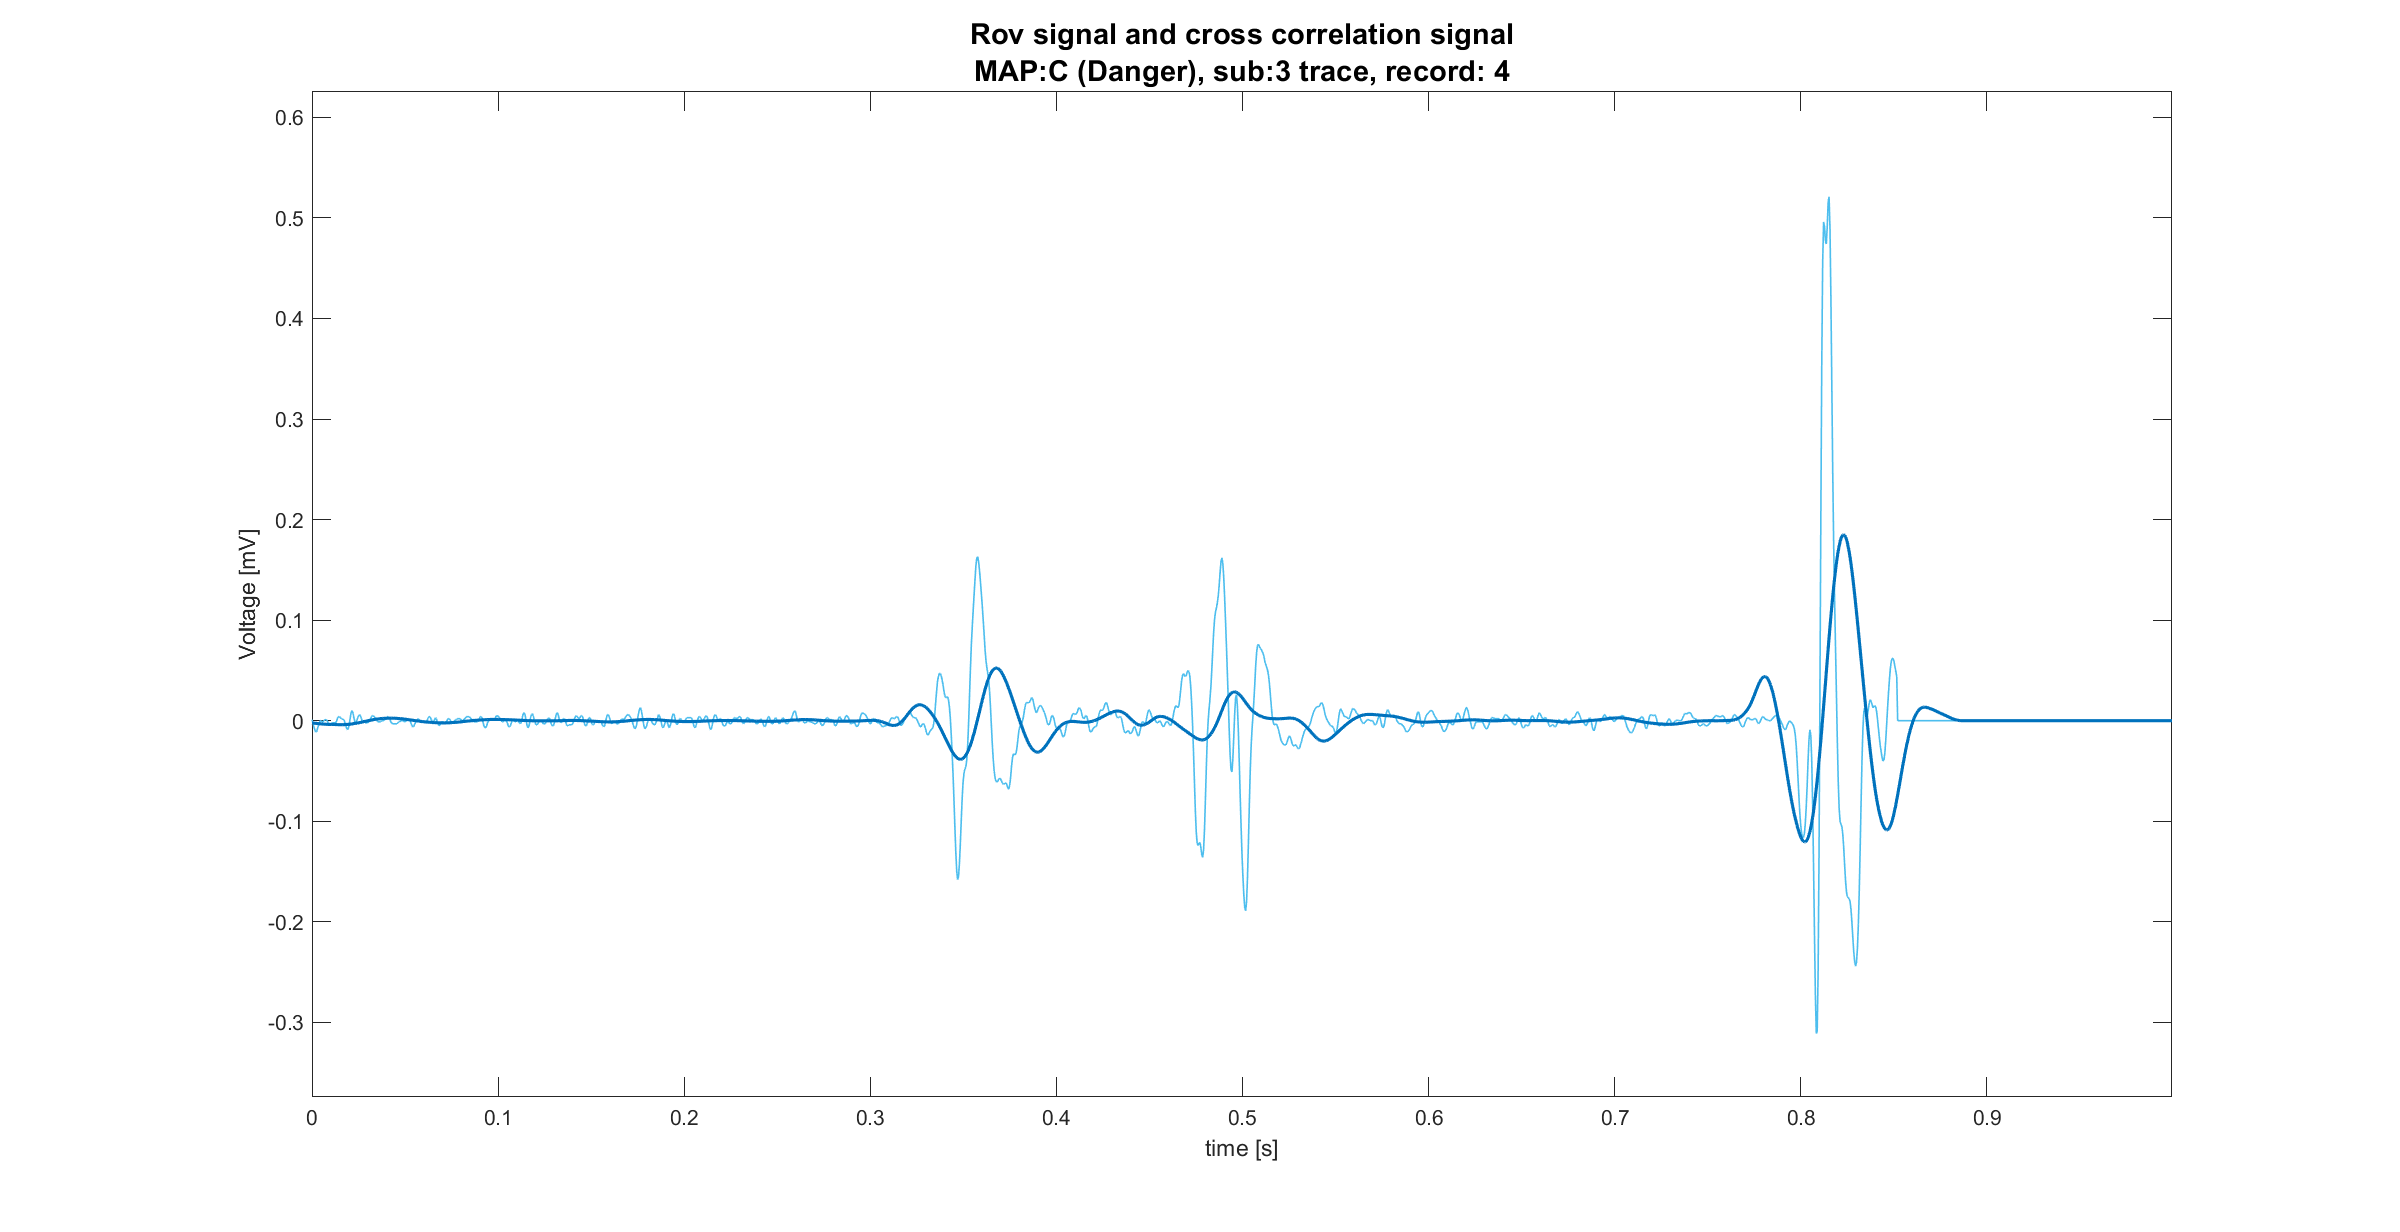 Rov signal and cross correlation signal
MAP:C (Danger), sub:3 trace, record: 4
0.6
0.5
0.4
0.3
0.2
0.1
0
-0.1
-0.2
-0.3
Voltage [mV]
0 0.1 0.2 0.3 0.4 0.5 0.6 0.7 0.8 0.9
time [s]